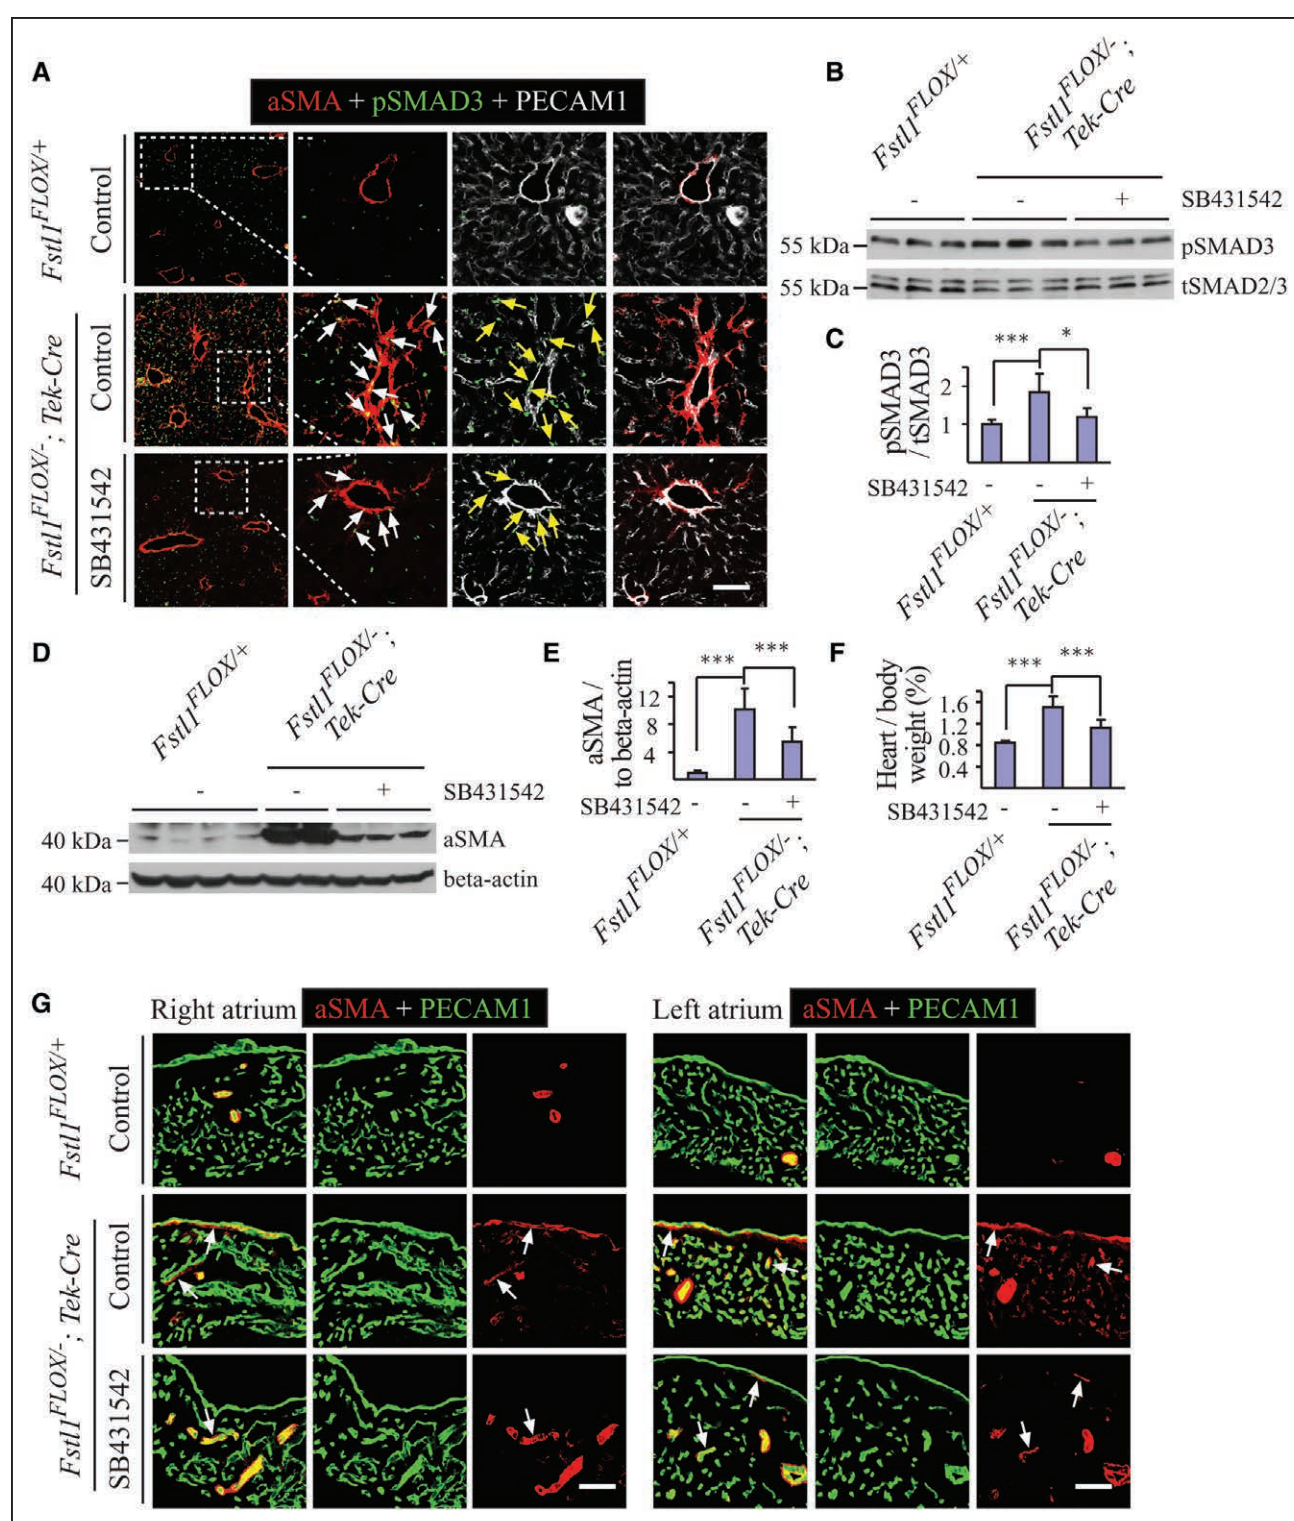 A
aSMA + pSMAD3 + PECAM1
Fstl1FLOX/+
Control
Fstl1FLOX/-; Tek-Cre
Control
SB431542
B
Fstl1FLOX/+
Fstl1FLOX/-;
Tek-Cre
- - + SB431542
55 kDa pSMAD3
55 kDa tSMAD2/3
C
*** *
pSMAD3
/ tSMAD3
2
1
SB431542 - - +
Fstl1FLOX/+
Fstl1FLOX/-;
Tek-Cre
D
Fstl1FLOX/+
Fstl1FLOX/-;
Tek-Cre
- + SB431542
40 kDa aSMA
40 kDa beta-actin
E
*** ***
aSMA /
to beta-actin
12
8
4
SB431542 - - +
Fstl1FLOX/+
Fstl1FLOX/-;
Tek-Cre
F
*** ***
Heart / body
weight (%)
1.6
1.2
0.8
0.4
SB431542 - - +
Fstl1FLOX/+
Fstl1FLOX/-;
Tek-Cre
G
Right atrium aSMA + PECAM1
Left atrium aSMA + PECAM1
Fstl1FLOX/+
Control
Fstl1FLOX/-; Tek-Cre
Control
SB431542